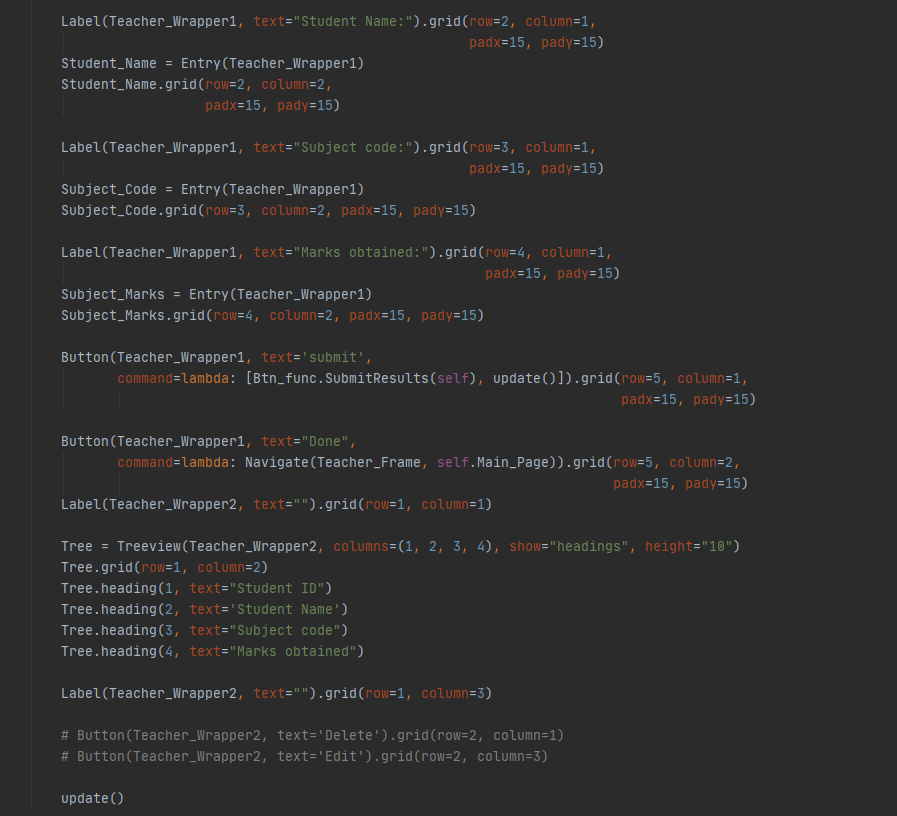 Label(Teacher_Wrapper1, text="Student Name:").grid(row=2, column=1,
padx=15, pady=15)
Student_Name = Entry(Teacher_Wrapper1)
Student_Name.grid(row=2, column=2,
padx=15, pady=15)
Label(Teacher_Wrapper1, text="Subject code:").grid(row=3, column=1,
padx=15, pady=15)
Subject_Code = Entry(Teacher_Wrapper1)
Subject_Code.grid(row=3, column=2, padx=15, pady=15)
Label(Teacher_Wrapper1, text="Marks obtained:").grid(row=4, column=1,
padx=15, pady=15)
Subject_Marks = Entry(Teacher_Wrapper1)
Subject_Marks.grid(row=4, column=2, padx=15, pady=15)
Button(Teacher_Wrapper1, text='submit',
command=lambda: [Btn_func.SubmitResults(self), update()]).grid(row=5, column=1,
padx=15, pady=15)
Button(Teacher_Wrapper1, text="Done",
command=lambda: Navigate(Teacher_Frame, self.Main_Page)).grid(row=5, column=2,
padx=15, pady=15)
Label(Teacher_Wrapper2, text="").grid(row=1, column=1)
Tree = Treeview(Teacher_Wrapper2, columns=(1, 2, 3, 4), show="headings", height="10")
Tree.grid(row=1, column=2)
Tree.heading(1, text="Student ID")
Tree.heading(2, text='Student Name')
Tree.heading(3, text="Subject code")
Tree.heading(4, text="Marks obtained")
Label(Teacher_Wrapper2, text="").grid(row=1, column=3)
# Button(Teacher_Wrapper2, text='Delete').grid(row=2, column=1)
# Button(Teacher_Wrapper2, text='Edit').grid(row=2, column=3)
update()